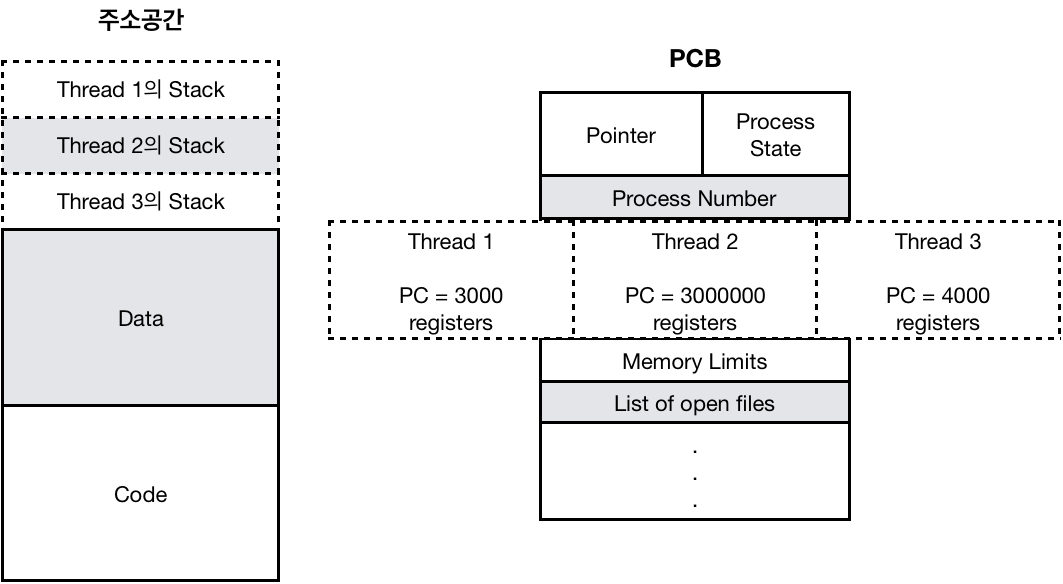 주소공간
Thread 1의 Stack
Thread 2의 Stack
Thread 3의 Stack
Data
Code
PCB
Pointer
Process
State
Process Number
Thread 1
PC = 3000
registers
Thread 2
PC = 3000000
registers
Thread 3
PC = 4000
registers
Memory Limits
List of open files
.
.
.